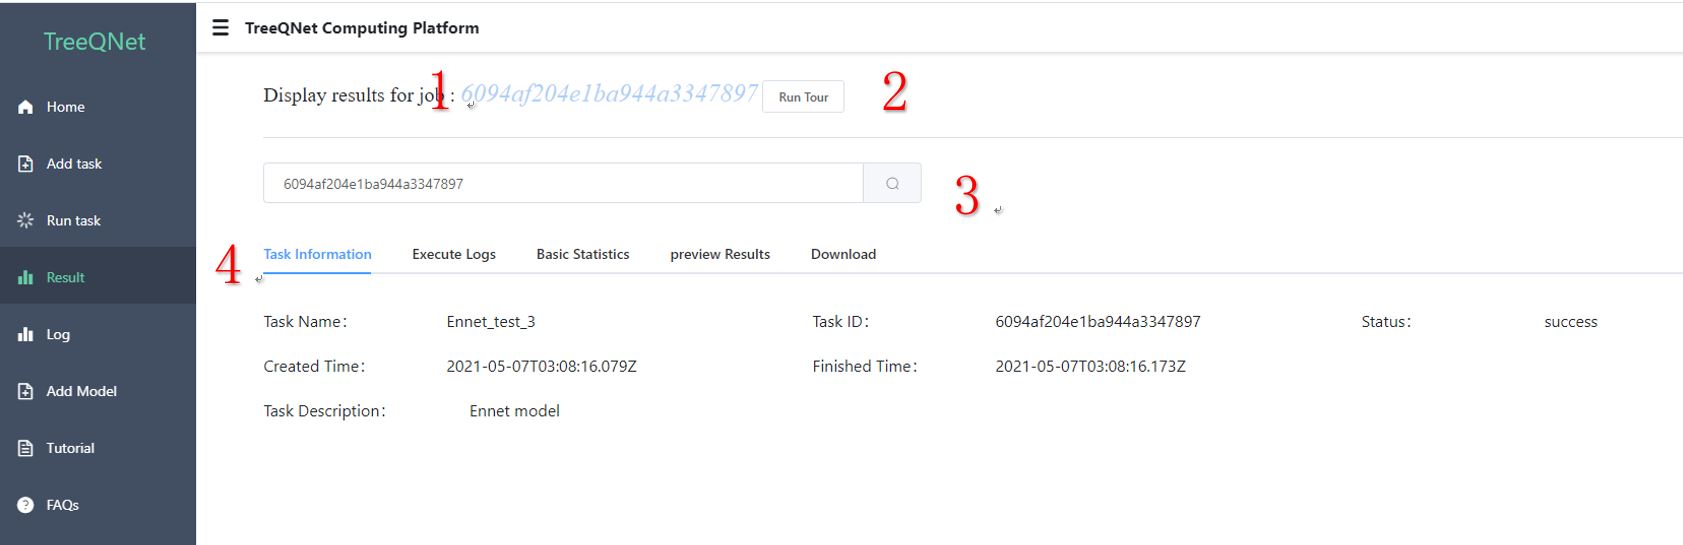 TreeQNet
TreeQNet Computing Platform
Home
Add task
Run task
Result
Log
Add Model
Tutorial
FAQs
Display results for job : 6094af204e1ba944a3347897 Run Tour
1
2
6094af204e1ba944a3347897
3
4
Task Information Execute Logs Basic Statistics preview Results Download
Task Name: Ennet_test_3 Task ID: 6094af204e1ba944a3347897 Status: success
Created Time: 2021-05-07T03:08:16.079Z Finished Time: 2021-05-07T03:08:16.173Z
Task Description: Ennet model